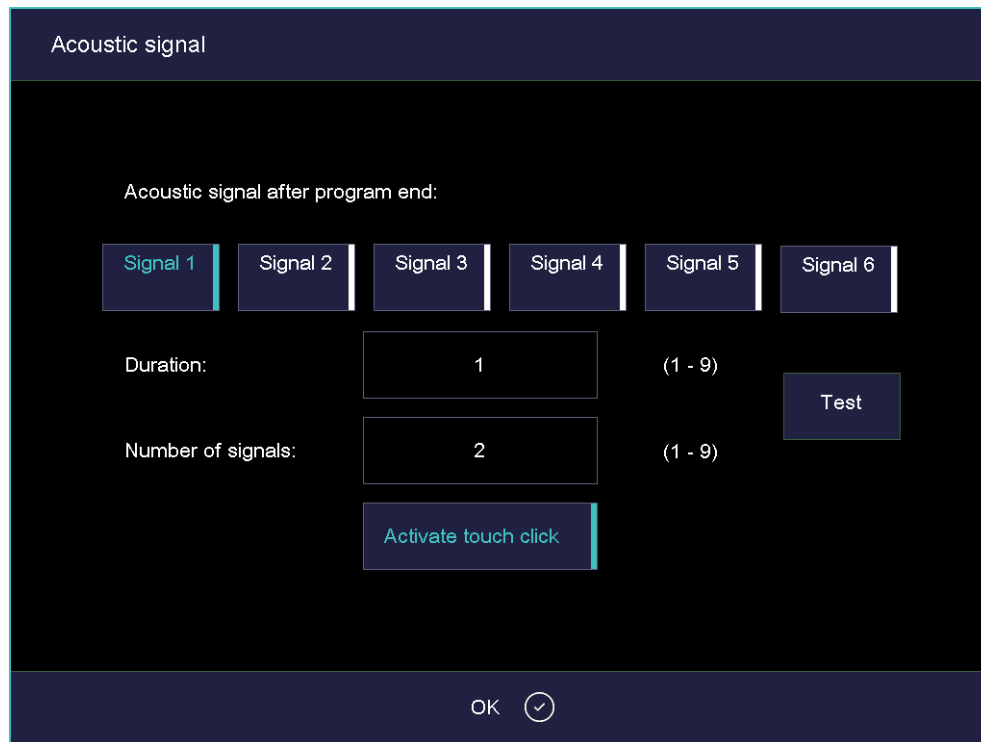 Acoustic signal
Acoustic signal after program end:
Signal 1 Signal 2 Signal 3 Signal 4 Signal 5 Signal 6
Duration: 1 (1 - 9)
Test
Number of signals: 2 (1 - 9)
Activate touch click
OK